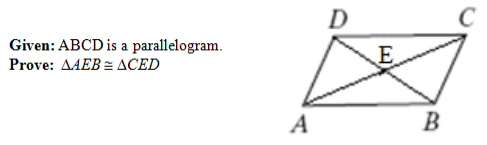 Given: ABCD is a parallelogram.
Prove: ΔAEB ≅ ΔCED
D C
E
A B